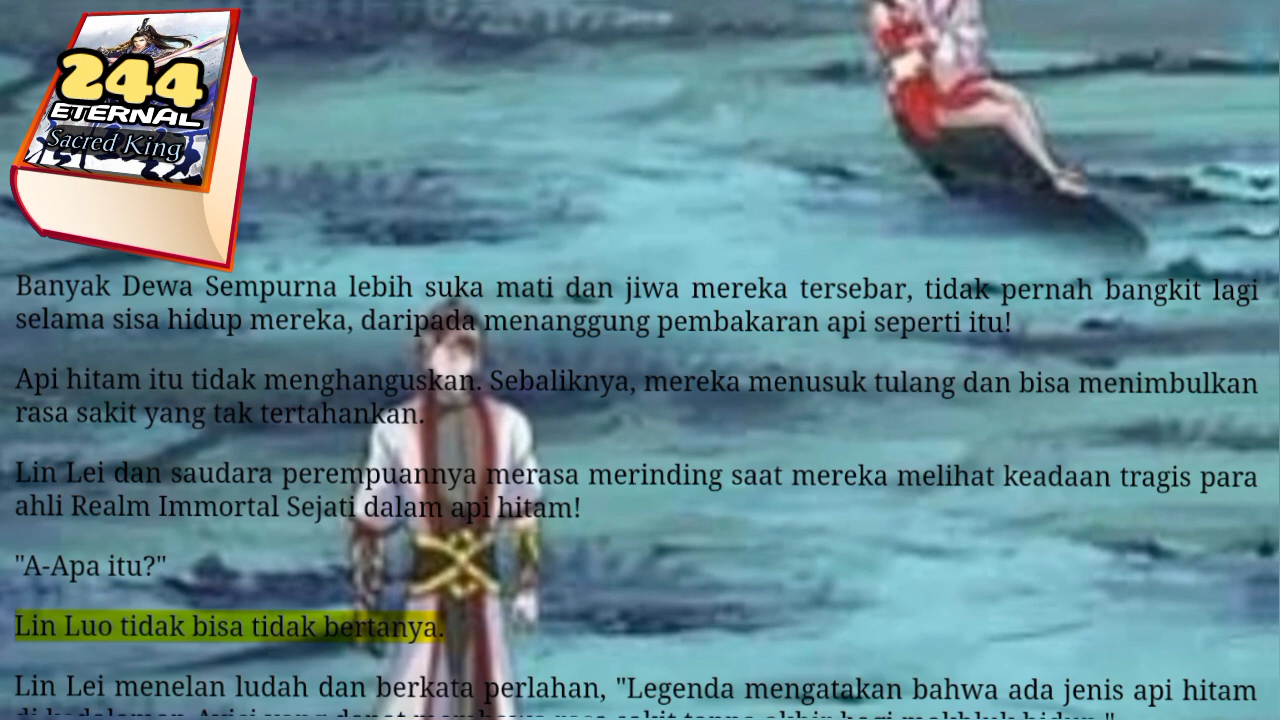 244
ETERNAL
Sacred King
Banyak Dewa Sempurna lebih suka mati dan jiwa mereka tersebar, tidak pernah bangkit lagi
selama sisa hidup mereka, daripada menanggung pembakaran api seperti itu!
Api hitam itu tidak menghanguskan. Sebaliknya, mereka menusuk tulang dan bisa menimbulkan
rasa sakit yang tak tertahankan.
Lin Lei dan saudara perempuannya merasa merinding saat mereka melihat keadaan tragis para
ahli Realm Immortal Sejati dalam api hitam!
"A-Apa itu?"
Lin Luo tidak bisa tidak bertanya.
Lin Lei menelan ludah dan berkata perlahan, "Legenda mengatakan bahwa ada jenis api hitam